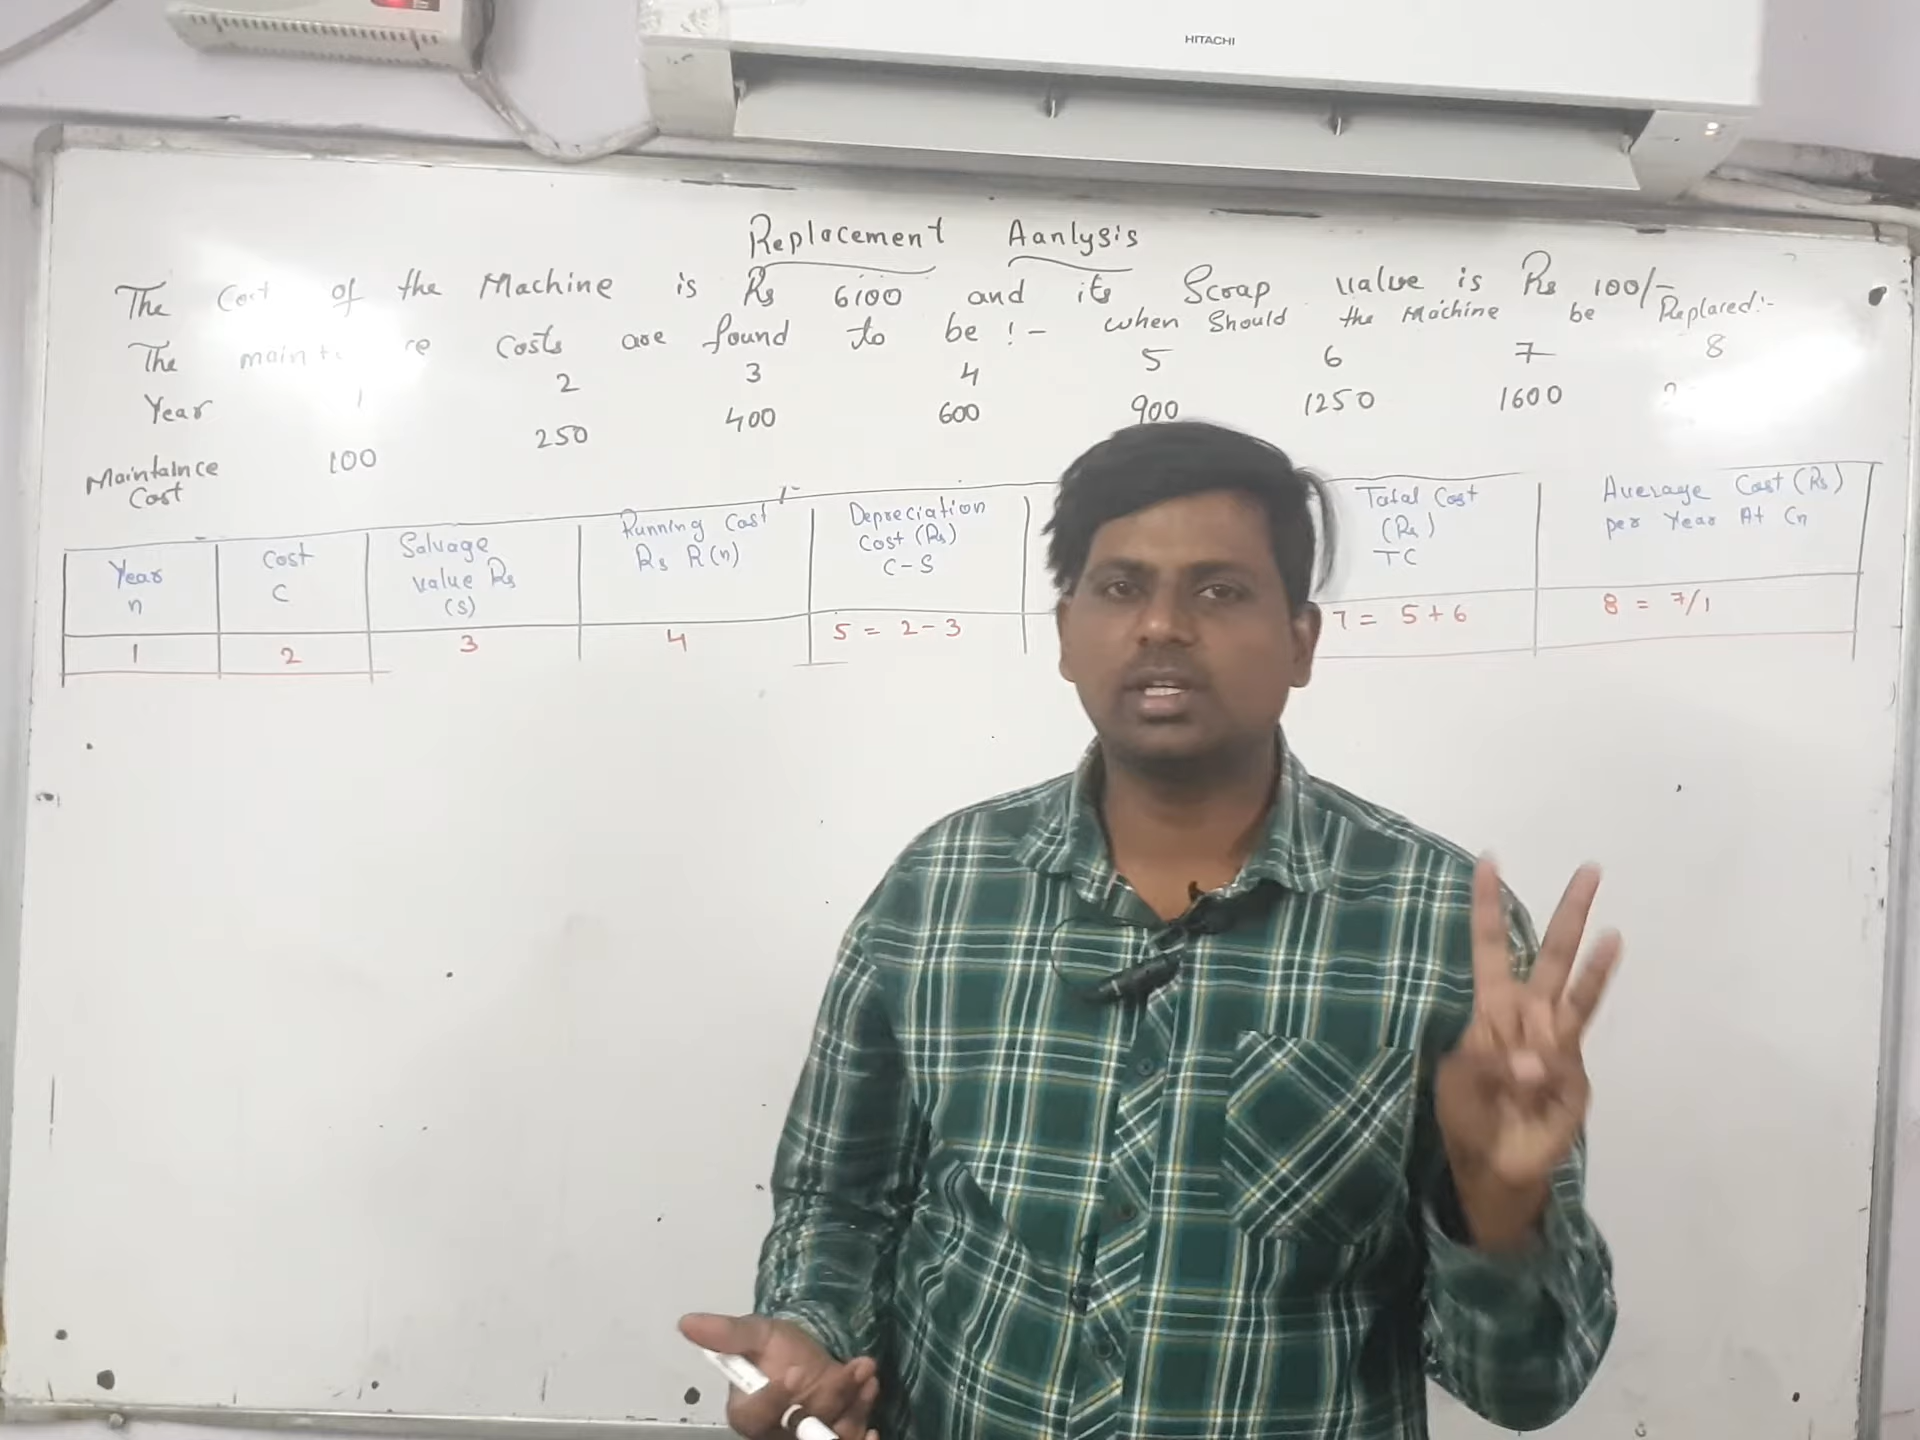 HITACHI
Replacement Aanlysis
The Cost of the Machine is Rs 6100 and its Scrap value is Rs 100/-
The costs are found to be :- when should the Machine be Replaced:-
Year 1 2 3 4 5 6 7 8
Maintaince Cost 100 250 400 600 900 1250 1600
Year n
Cost C
Salvage value Rs (S)
Running Cost Rs R(n)
Depreciation Cost (Rs) C-S
Total Cost (Rs) TC
Average Cost (Rs) per Year At Cn
1 2 3 4 5 = 2-3 7 = 5+6 8 = 7/1